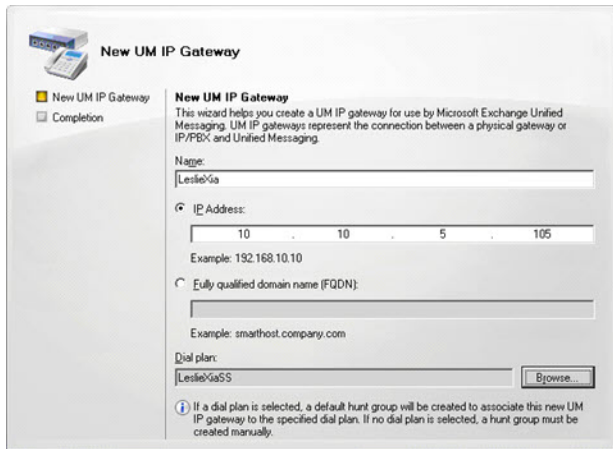 New UM IP Gateway
New UM IP Gateway
Completion
New UM IP Gateway
This wizard helps you create a UM IP gateway for use by Microsoft Exchange Unified
Messaging. UM IP gateways represent the connection between a physical gateway or
IP/PBX and Unified Messaging.
Name:
LeslieXia
IP Address:
10 . 10 . 5 . 105
Example: 192.168.10.10
Fully qualified domain name (FQDN):
Example: smarthost.company.com
Dial plan:
LeslieXiaSS
Browse...
If a dial plan is selected, a default hunt group will be created to associate this new UM
IP gateway to the specified dial plan. If no dial plan is selected, a hunt group must be
created manually.